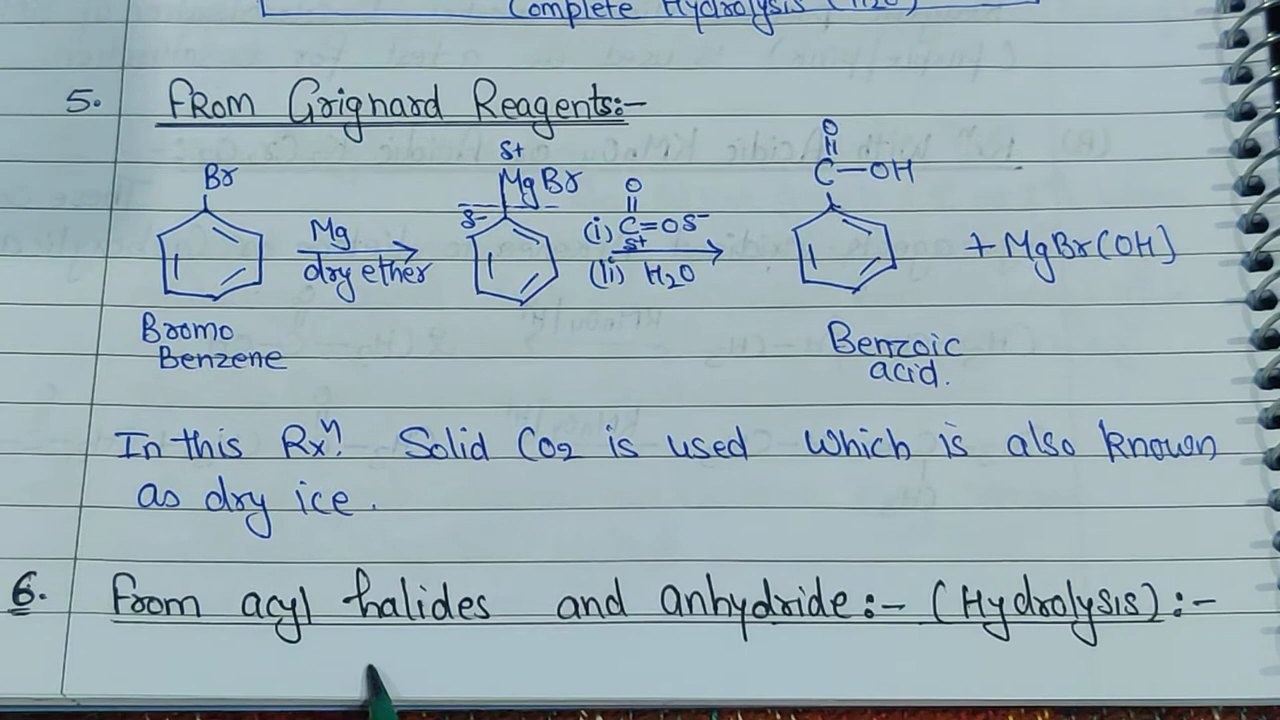 Complete Hydrolysis (H2O)
5. FROM Grignard Reagents:-
Br
Mg
dry ether
δ+
MgBr
δ-
O
(i) C=Oδ-
δ+
(ii) H2O
O
C-OH
+ MgBr(OH]
Bromo
Benzene
Benzoic
acid.
In this Rxn! Solid CO2 is used which is also known
as dry ice.
6. From acyl halides and anhydride:- (Hydrolysis):-